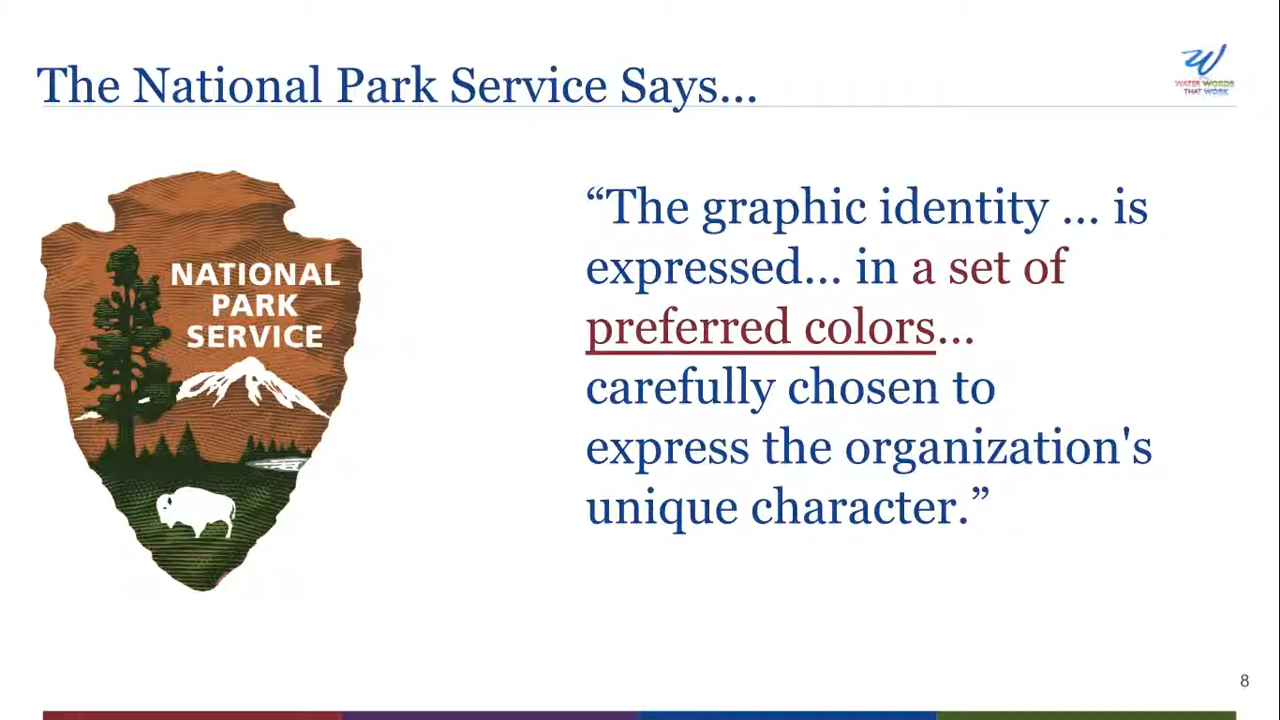 The National Park Service Says...
WATER WORDS
THAT WORK
NATIONAL
PARK
SERVICE
“The graphic identity ... is
expressed... in a set of
preferred colors...
carefully chosen to
express the organization's
unique character.”
8